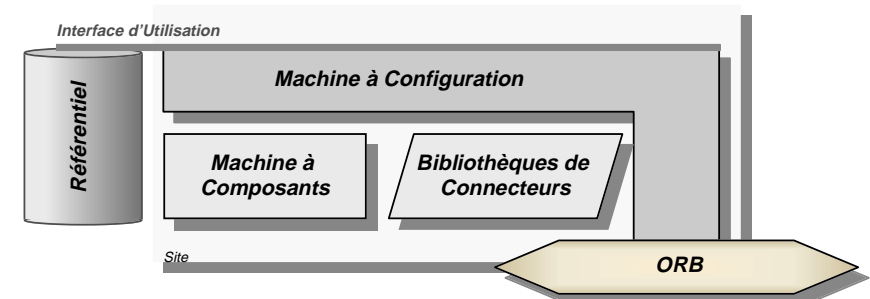 Interface d'Utilisation
Référentiel
Machine à Configuration
Machine à
Composants
Bibliothèques de
Connecteurs
Site
ORB